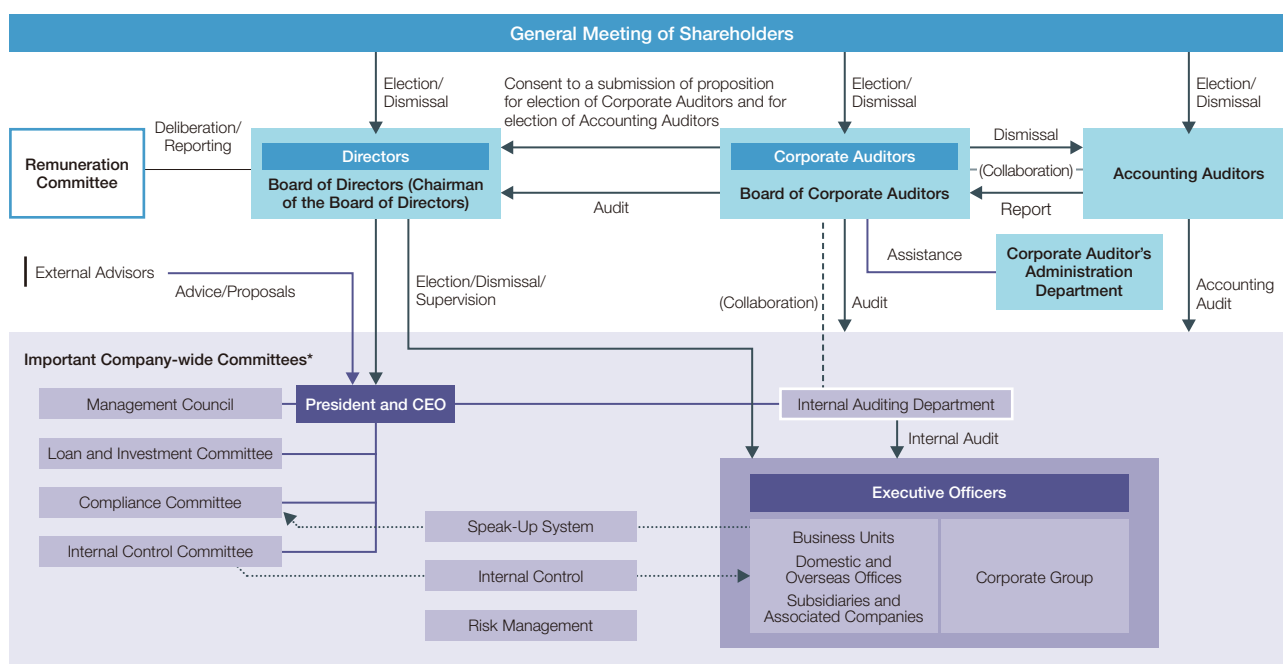 General Meeting of Shareholders
Election/
Dismissal
Consent to a submission of proposition
for election of Corporate Auditors and for
election of Accounting Auditors
Election/
Dismissal
Election/
Dismissal
Deliberation/
Reporting
Remuneration
Committee
Directors
Board of Directors (Chairman
of the Board of Directors)
Audit
Corporate Auditors
Board of Corporate Auditors
Dismissal
(Collaboration)
Report
Accounting Auditors
External Advisors
Advice/Proposals
Election/Dismissal/
Supervision
(Collaboration)
Audit
Assistance
Corporate Auditor's
Administration
Department
Accounting
Audit
Important Company-wide Committees*
Management Council
President and CEO
Internal Auditing Department
Loan and Investment Committee
Internal Audit
Compliance Committee
Internal Control Committee
Speak-Up System
Internal Control
Risk Management
Executive Officers
Business Units
Domestic and
Overseas Offices
Subsidiaries and
Associated Companies
Corporate Group